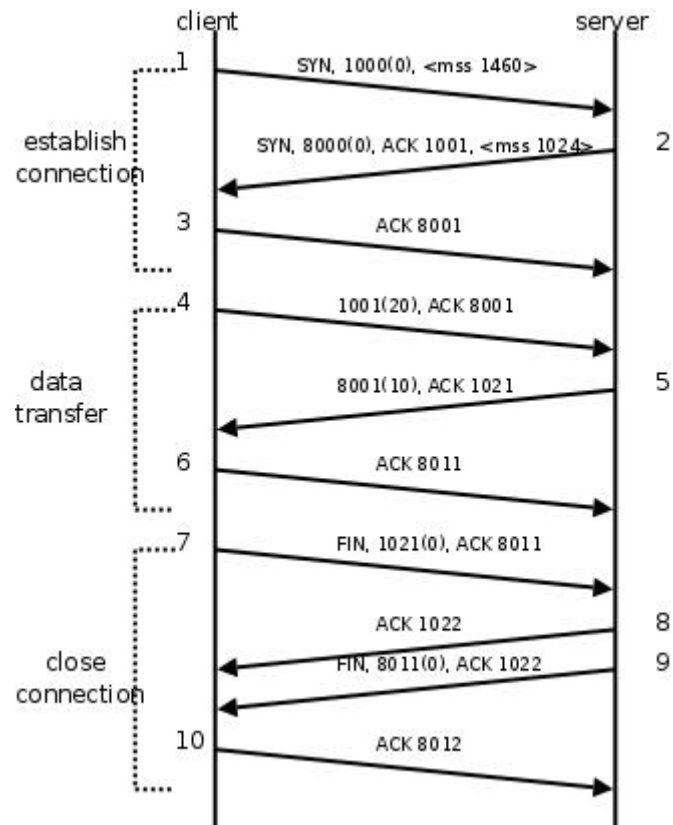 client
server
1
SYN, 1000(0), <mss 1460>
establish
connection
SYN, 8000(0), ACK 1001, <mss 1024>
2
3
ACK 8001
4
1001(20), ACK 8001
data
transfer
8001(10), ACK 1021
5
6
ACK 8011
7
FIN, 1021(0), ACK 8011
ACK 1022
8
close
connection
FIN, 8011(0), ACK 1022
9
10
ACK 8012